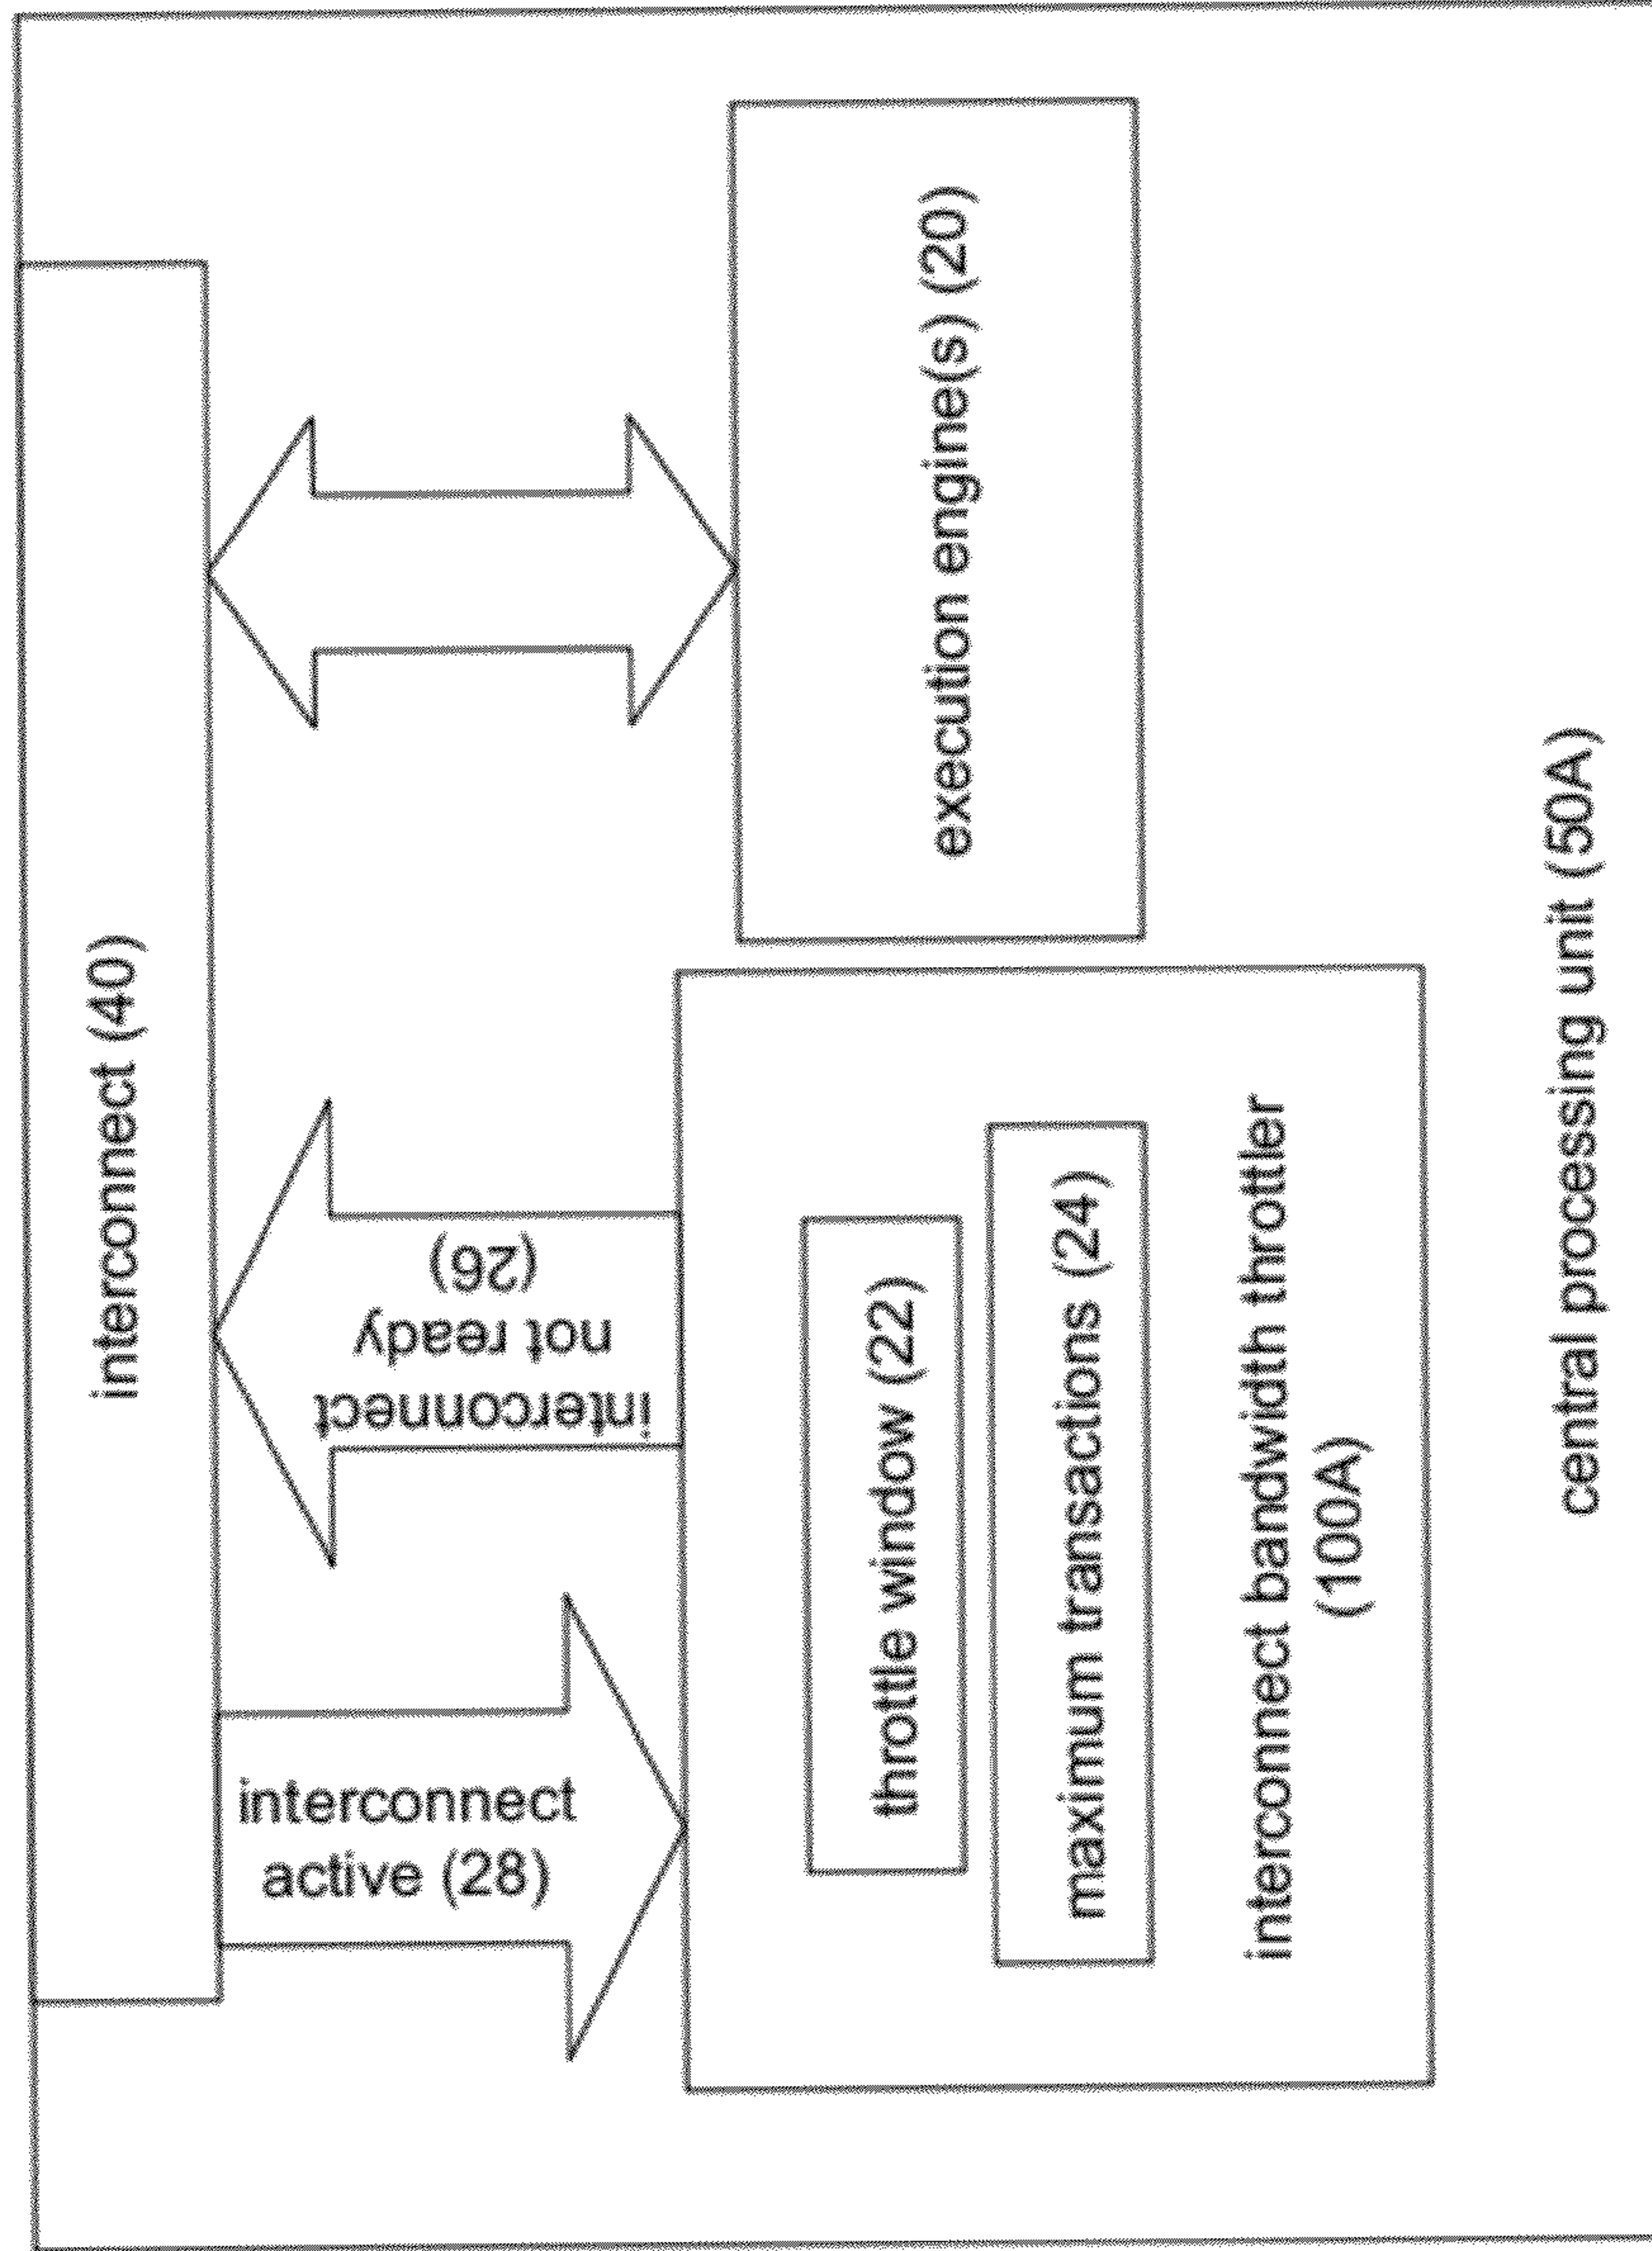 interconnect (40)
interconnect
active (28)
interconnect
not ready
(26)
execution engine(s) (20)
throttle window (22)
maximum transactions (24)
interconnect bandwidth throttler
(100A)
central processing unit (50A)